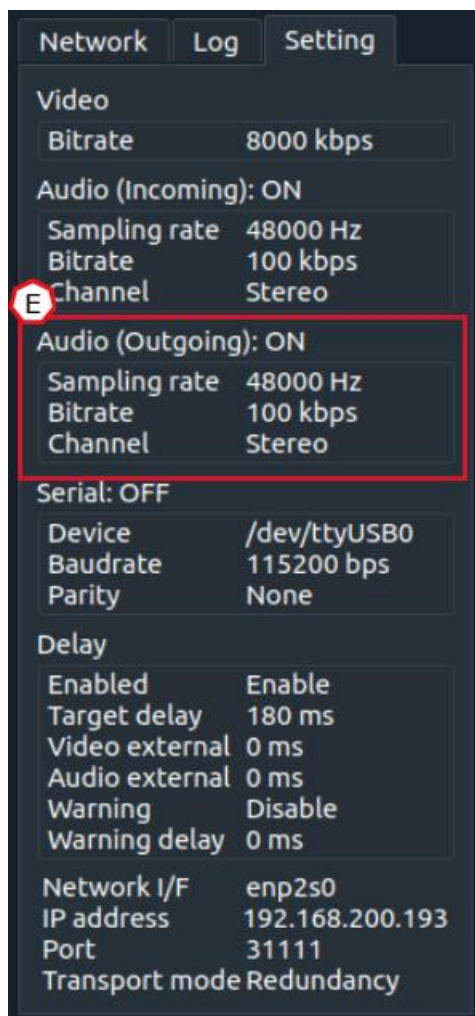 Network Log Setting
Video
Bitrate 8000 kbps
Audio (Incoming): ON
Sampling rate 48000 Hz
Bitrate 100 kbps
Channel Stereo
E
Audio (Outgoing): ON
Sampling rate 48000 Hz
Bitrate 100 kbps
Channel Stereo
Serial: OFF
Device /dev/ttyUSB0
Baudrate 115200 bps
Parity None
Delay
Enabled Enable
Target delay 180 ms
Video external 0 ms
Audio external 0 ms
Warning Disable
Warning delay 0 ms
Network I/F enp2s0
IP address 192.168.200.193
Port 31111
Transport mode Redundancy